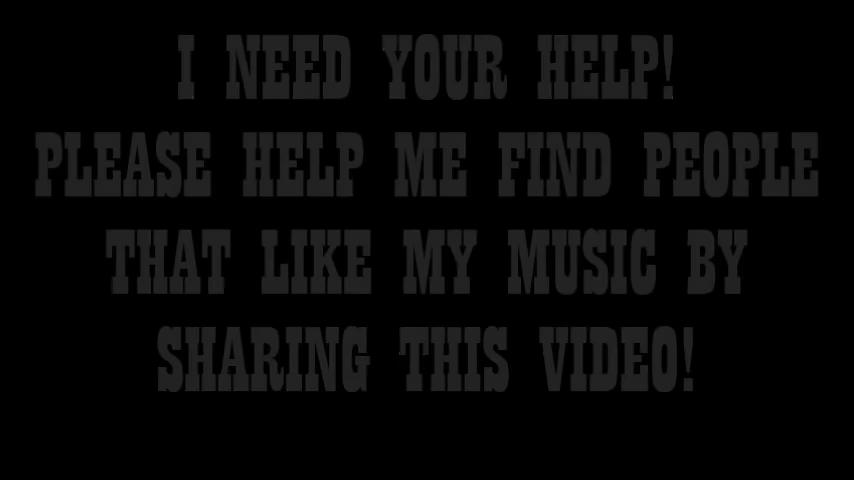 I NEED YOUR HELP!
PLEASE HELP ME FIND PEOPLE
THAT LIKE MY MUSIC BY
SHARING THIS VIDEO!